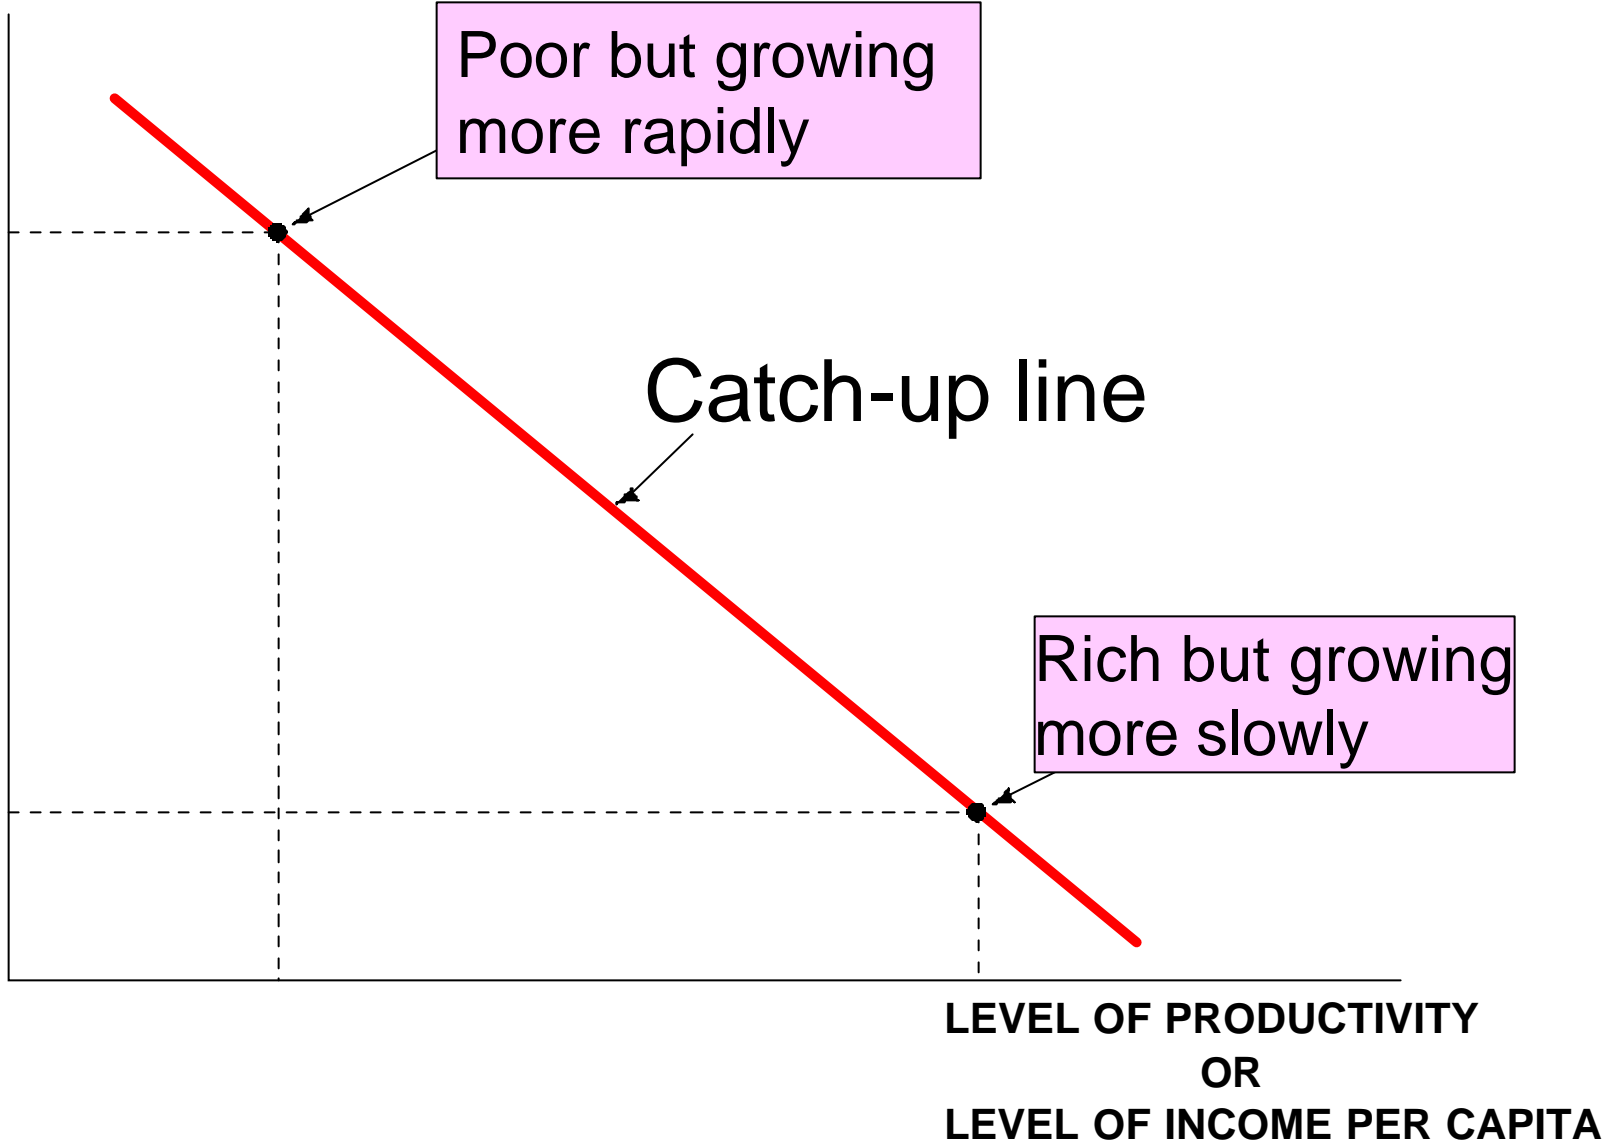 Poor but growing
more rapidly
Catch-up line
Rich but growing
more slowly
LEVEL OF PRODUCTIVITY
OR
LEVEL OF INCOME PER CAPITA